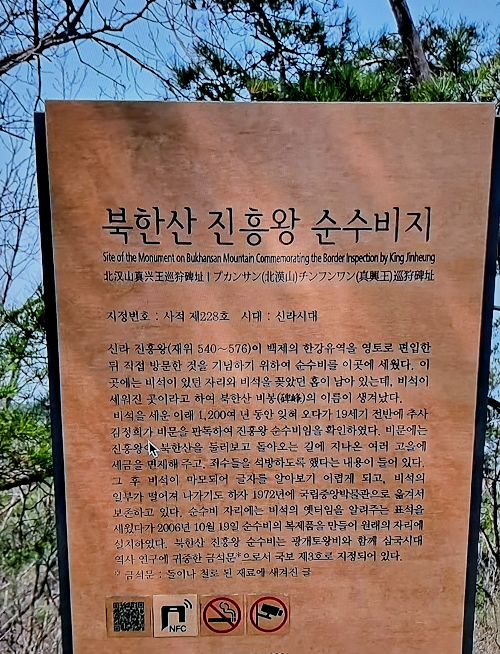 북한산 진흥왕 순수비지
Site of the Monument on Bukhansan Mountain Commemorating the Border Inspection by King Jinheung
北汉山真兴王巡狩碑址 | プカンサン(北漢山)チンフンワン(真興王)巡狩碑址
지정번호 : 사적 제228호 시대 : 신라시대
신라 진흥왕(재위 540~576)이 백제의 한강유역을 영토로 편입한
뒤 직접 방문한 것을 기념하기 위하여 순수비를 이곳에 세웠다. 이
곳에는 비석이 있던 자리와 비석을 꽂았던 홈이 남아 있는데, 비석이
세워진 곳이라고 하여 북한산 비봉(碑峰)의 이름이 생겨났다.
비석을 세운 이래 1,200여 년 동안 잊혀 오다가 19세기 전반에 추사
김정희가 비문을 판독하여 진흥왕 순수비임을 확인하였다. 비문에는
진흥왕이 북한산을 둘러보고 돌아오는 길에 지나온 여러 고을에
세금을 면제해 주고, 죄수들을 석방하도록 했다는 내용이 들어 있다.
그 후 비석이 마모되어 글자를 알아보기 어렵게 되고, 비석의
일부가 떨어져 나가기도 하자 1972년에 국립중앙박물관으로 옮겨서
보존하고 있다. 순수비 자리에는 비석의 옛터임을 알려주는 표석을
세웠다가 2006년 10월 19일 순수비의 복제품을 만들어 원래의 자리에
설치하였다. 북한산 진흥왕 순수비는 광개토왕비와 함께 삼국시대
역사 연구에 귀중한 금석문*으로서 국보 제3호로 지정되어 있다.
* 금석문 : 돌이나 철로 된 재료에 새겨진 글
NFC